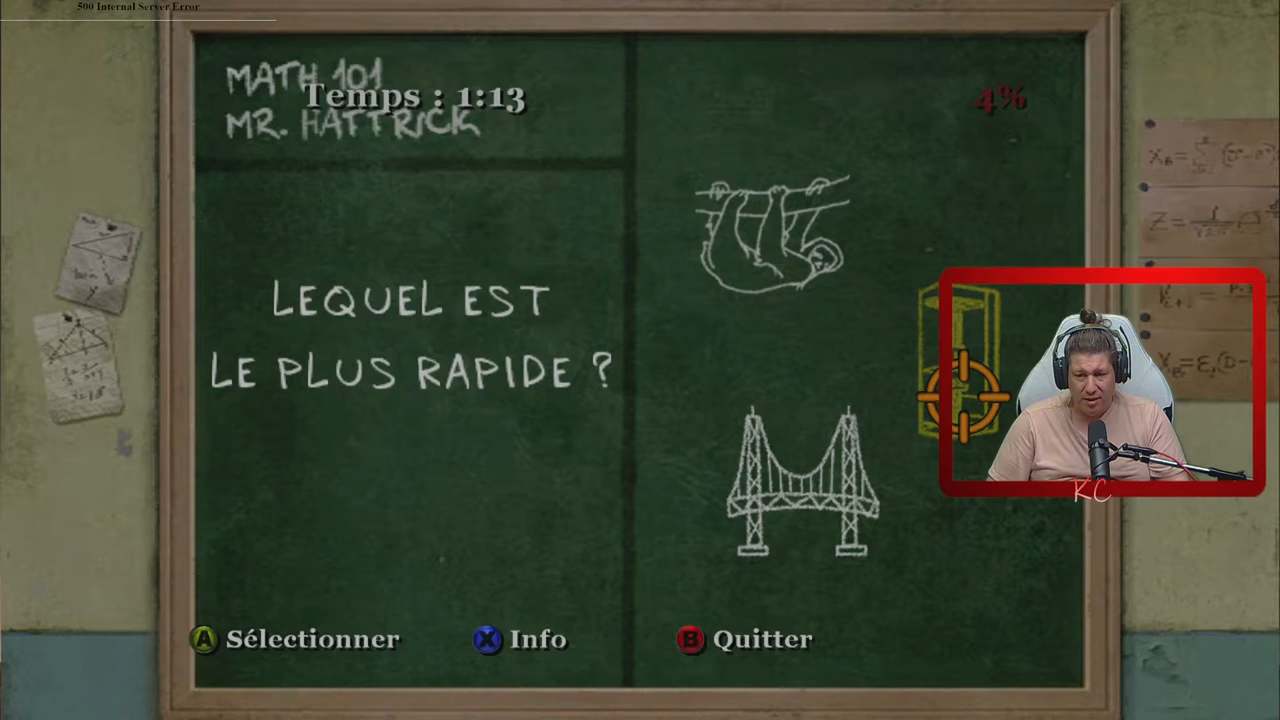 500 Internal Server Error
MATH 101
Temps : 1:13
MR. HATTRICK
4%
LEQUEL EST
LE PLUS RAPIDE ?
KC
A Sélectionner
X Info
B Quitter